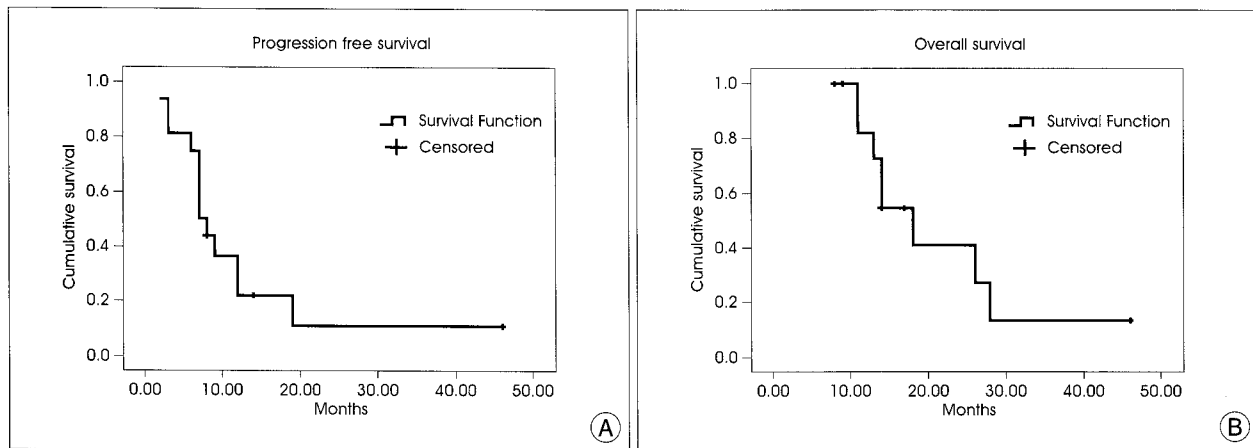 Progression free survival
1.0
0.8
0.6
0.4
0.2
0.0
Cumulative survival
Survival Function
Censored
0.00 10.00 20.00 30.00 40.00 50.00
Months
A
Overall survival
1.0
0.8
0.6
0.4
0.2
0.0
Cumulative survival
Survival Function
Censored
0.00 10.00 20.00 30.00 40.00 50.00
Months
B